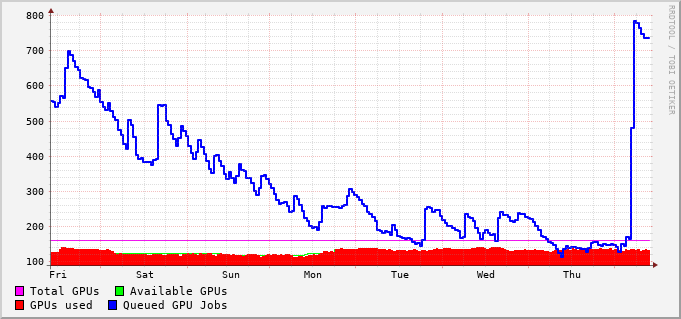 800
700
600
500
400
300
200
100
Fri Sat Sun Mon Tue Wed Thu
Total GPUs Available GPUs
GPUs used Queued GPU Jobs
RRDTOOL / TOBI OETIKER